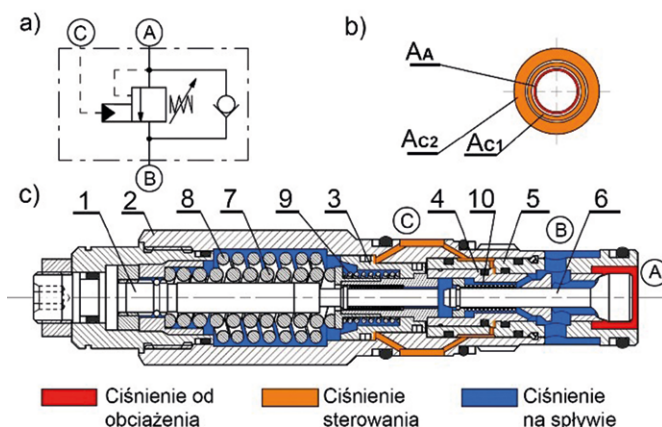 a)
C
A
B
b)
AA
AC2
AC1
c)
1 2 8 7 9 3 C 4 10 5 B 6
A
Ciśnienie od obciążenia
Ciśnienie sterowania
Ciśnienie na spływie